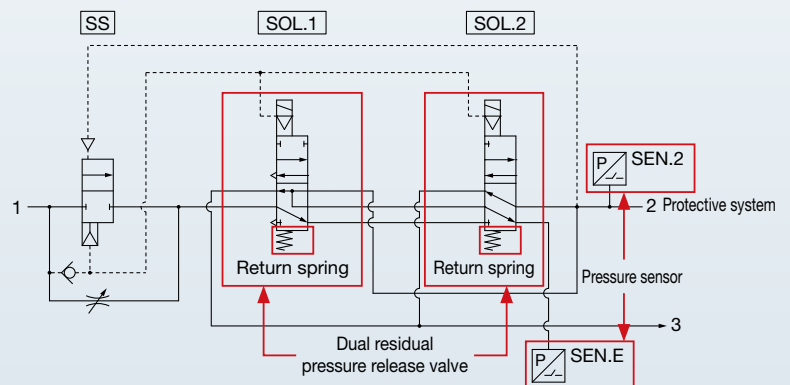 SS
SOL.1
SOL.2
P
SEN.2
1
2 Protective system
Return spring
Return spring
Pressure sensor
3
Dual residual
pressure release valve
P
SEN.E